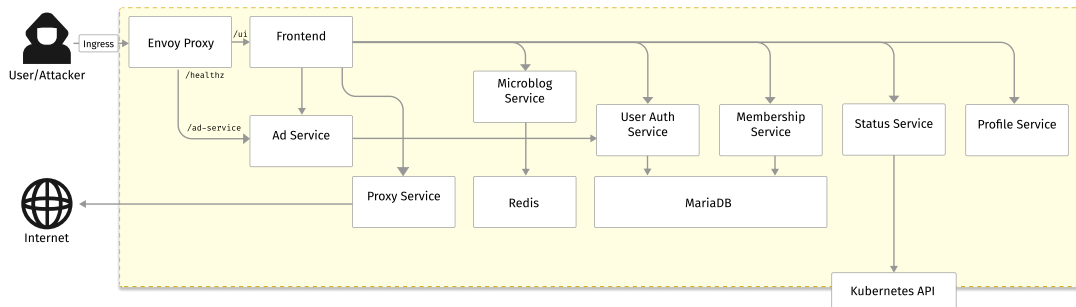 User/Attacker
Ingress
Envoy Proxy
/ui
Frontend
/healthz
/ad-service
Ad Service
Microblog
Service
User Auth
Service
Membership
Service
Status Service
Profile Service
Proxy Service
Redis
MariaDB
Internet
Kubernetes API